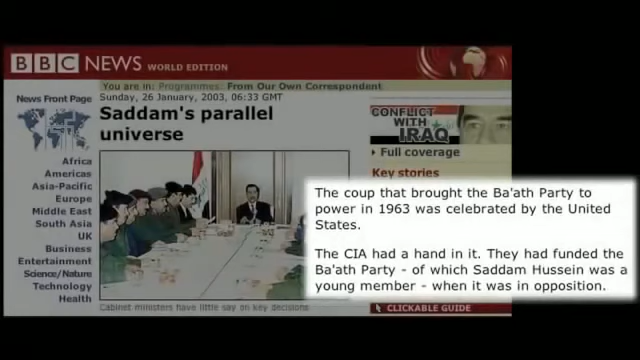 BBC NEWS WORLD EDITION
You are in: Programmes: From Our Own Correspondent
News Front Page
Africa
Americas
Asia-Pacific
Europe
Middle East
South Asia
UK
Business
Entertainment
Science/Nature
Technology
Health
Sunday, 26 January, 2003, 06:33 GMT
Saddam's parallel
universe
Cabinet ministers have little say on key decisions
CONFLICT
WITH
IRAQ
Full coverage
Key stories
The coup that brought the Ba'ath Party to
power in 1963 was celebrated by the United
States.
The CIA had a hand in it. They had funded the
Ba'ath Party - of which Saddam Hussein was a
young member - when it was in opposition.
CLICKABLE GUIDE